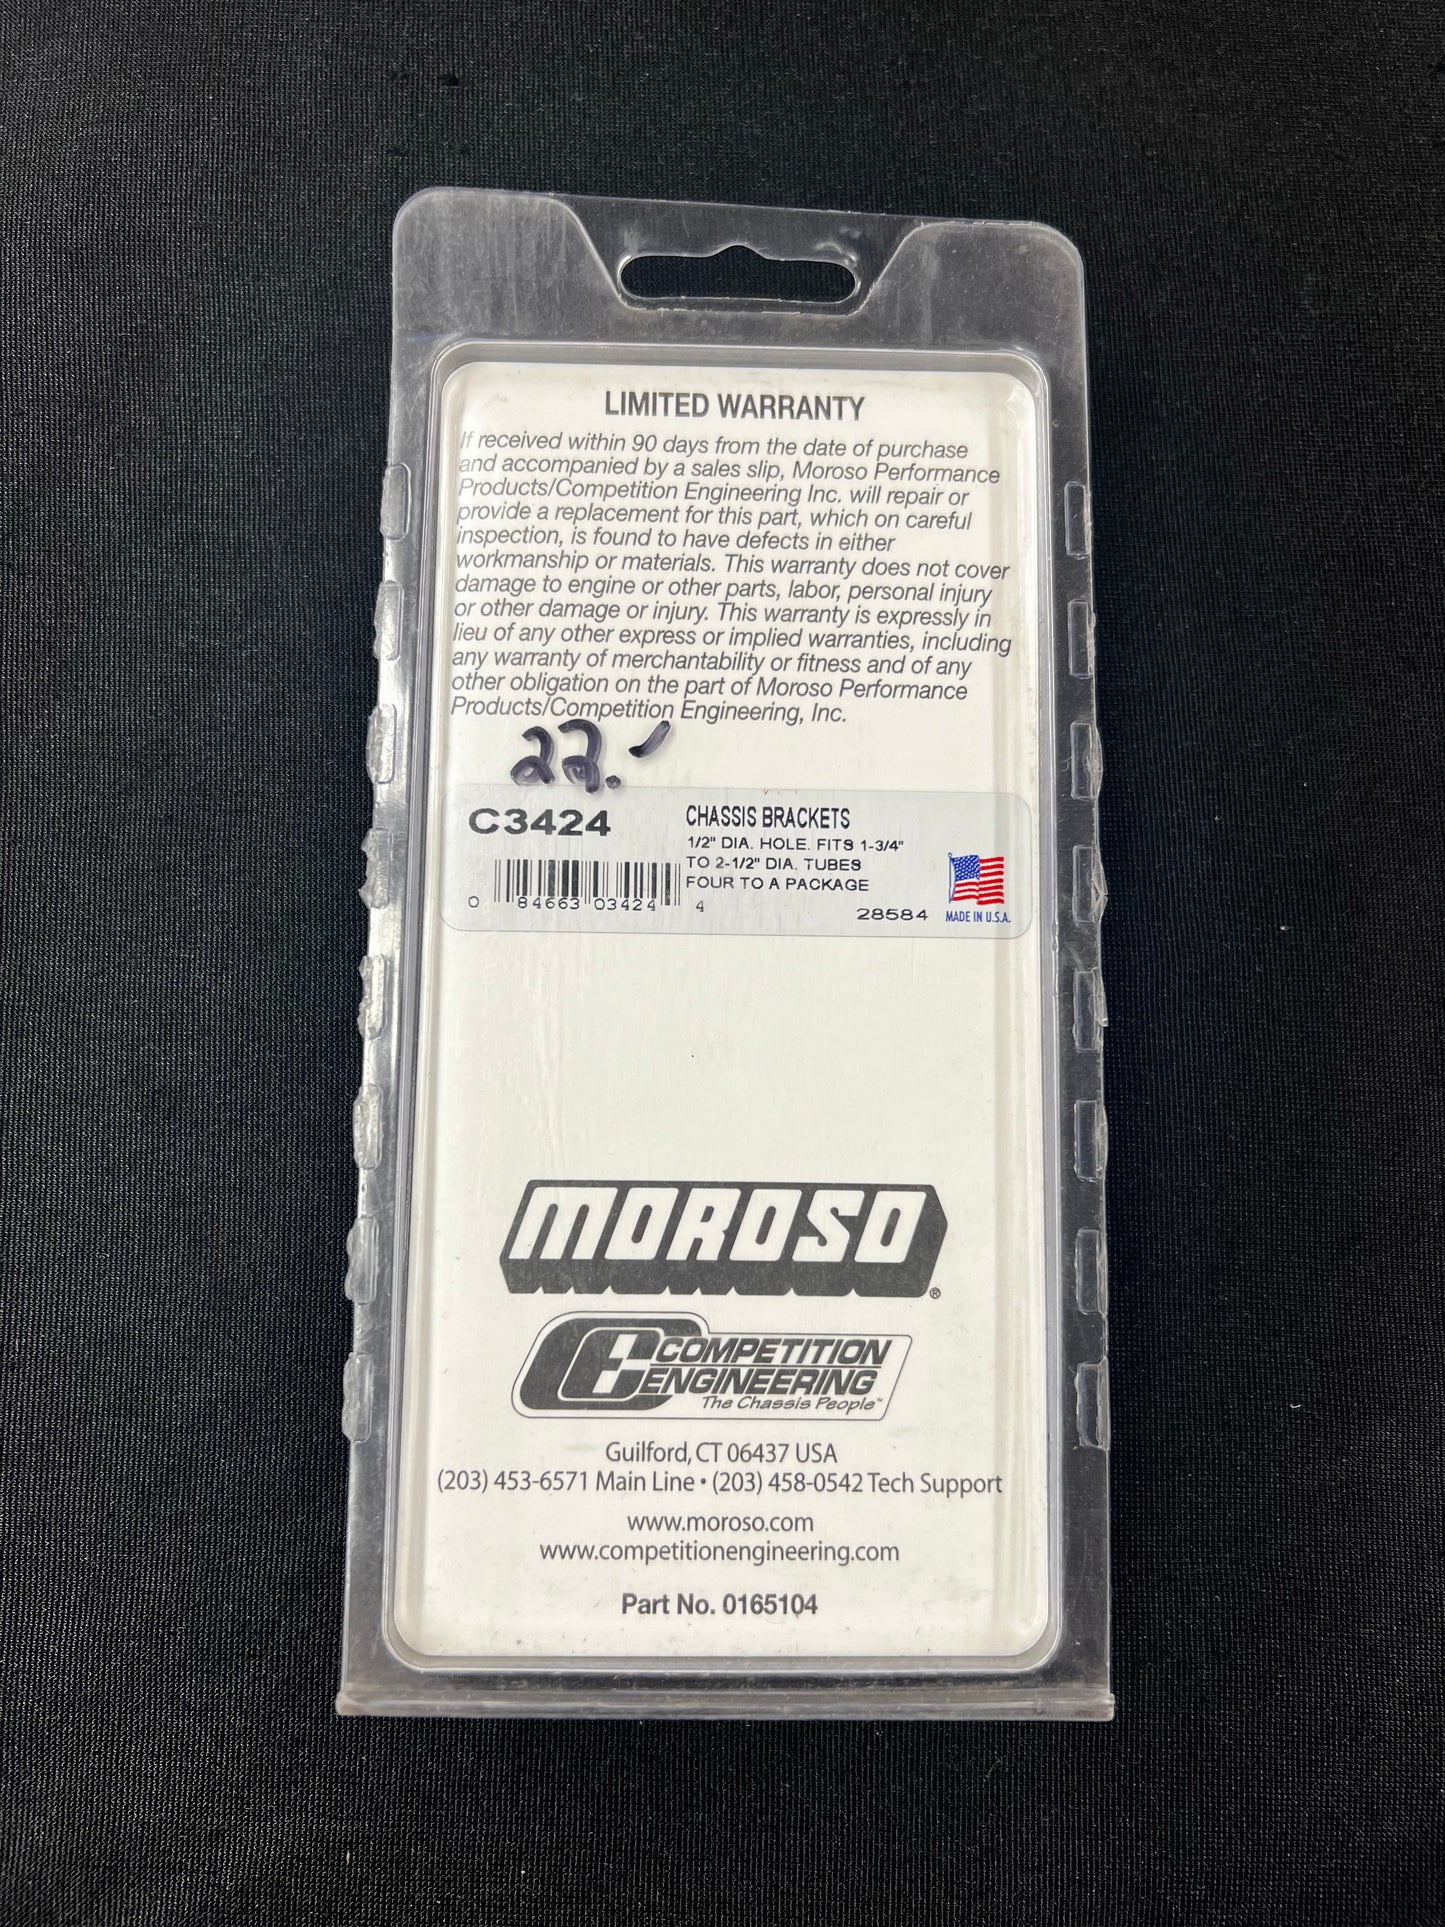 LIMITED WARRANTY
If received within 90 days from the date of purchase
and accompanied by a sales slip, Moroso Performance
Products/Competition Engineering Inc. will repair or
provide a replacement for this part, which on careful
inspection, is found to have defects in either
workmanship or materials. This warranty does not cover
damage to engine or other parts, labor, personal injury
or other damage or injury. This warranty is expressly in
lieu of any other express or implied warranties, including
any warranty of merchantability or fitness and of any
other obligation on the part of Moroso Performance
Products/Competition Engineering, Inc.
22.-
C3424
CHASSIS BRACKETS
1/2" DIA. HOLE. FITS 1-3/4"
TO 2-1/2" DIA. TUBES
FOUR TO A PACKAGE
0 84663 03424 4
28584
MADE IN U.S.A.
MOROSO®
CE COMPETITION
ENGINEERING
The Chassis People™
Guilford, CT 06437 USA
(203) 453-6571 Main Line • (203) 458-0542 Tech Support
www.moroso.com
www.competitionengineering.com
Part No. 0165104